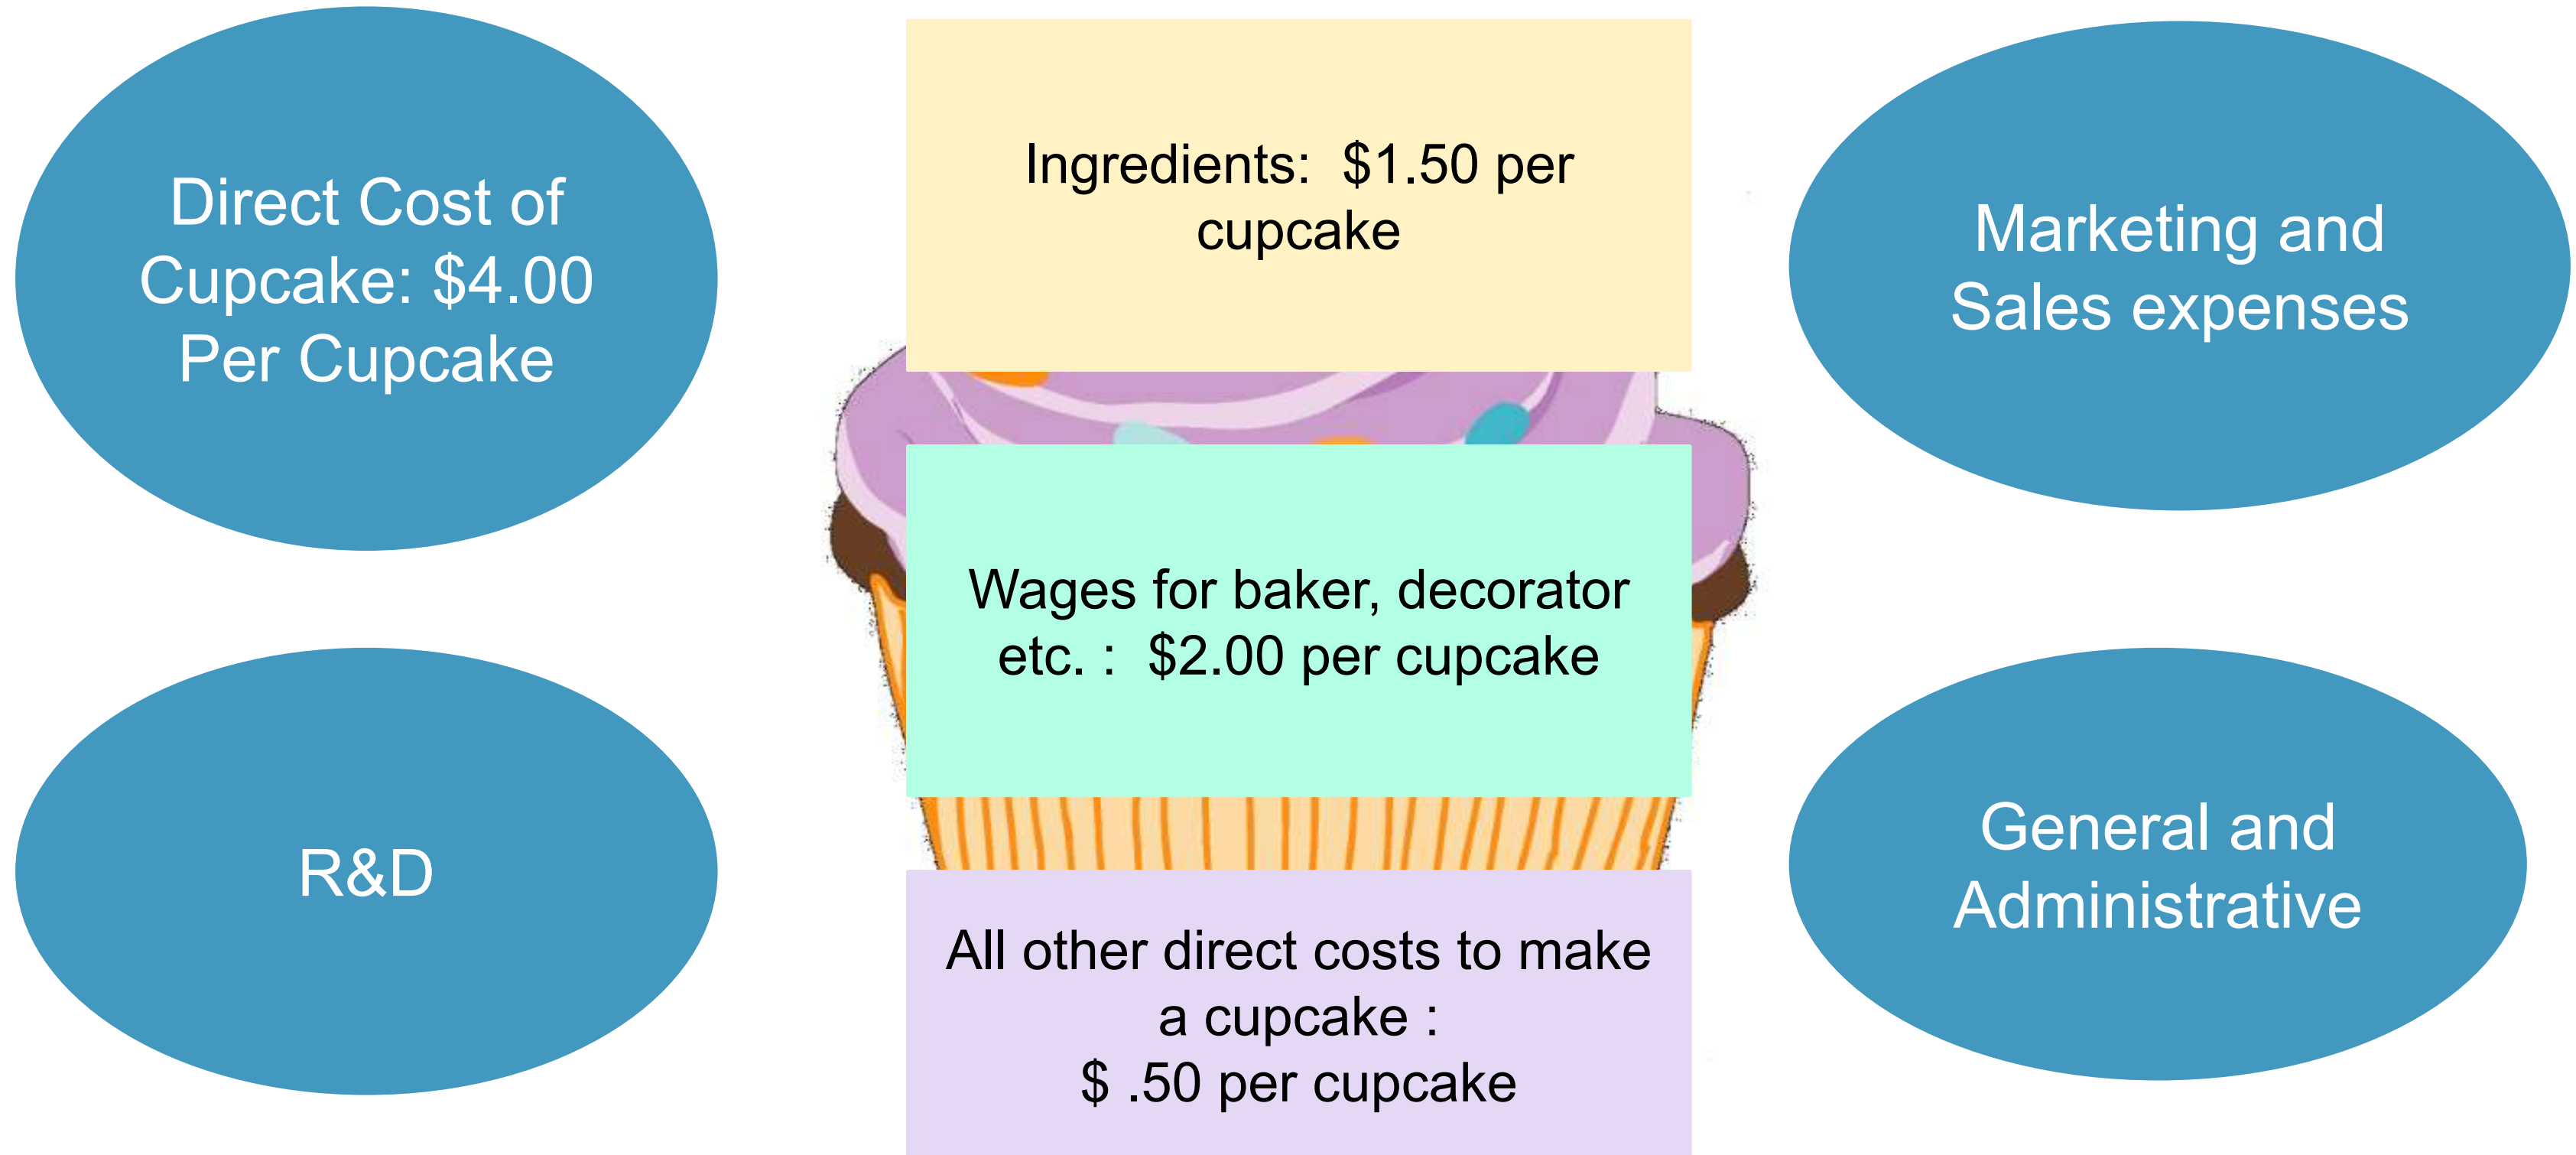 Direct Cost of
Cupcake: $4.00
Per Cupcake
Ingredients:  $1.50 per
cupcake
Marketing and
Sales expenses
Wages for baker, decorator
etc. :  $2.00 per cupcake
R&D
All other direct costs to make
a cupcake :
$ .50 per cupcake
General and
Administrative